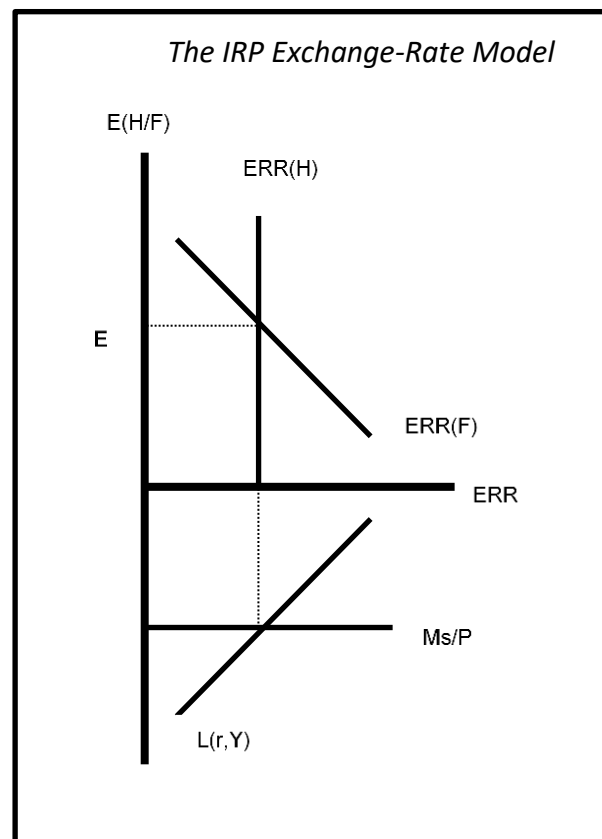 The IRP Exchange-Rate Model
E(H/F)
ERR(H)
E
ERR(F)
ERR
Ms/P
L(r,Y)